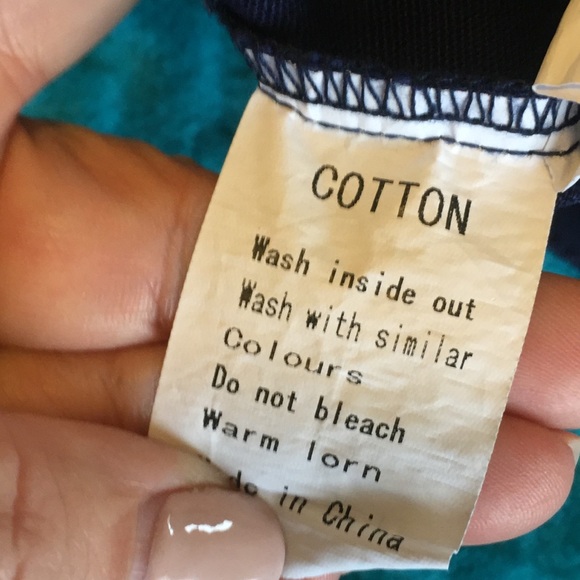 COTTON
Wash inside out
Wash with similar
Colours
Do not bleach
Warm lorn
in China